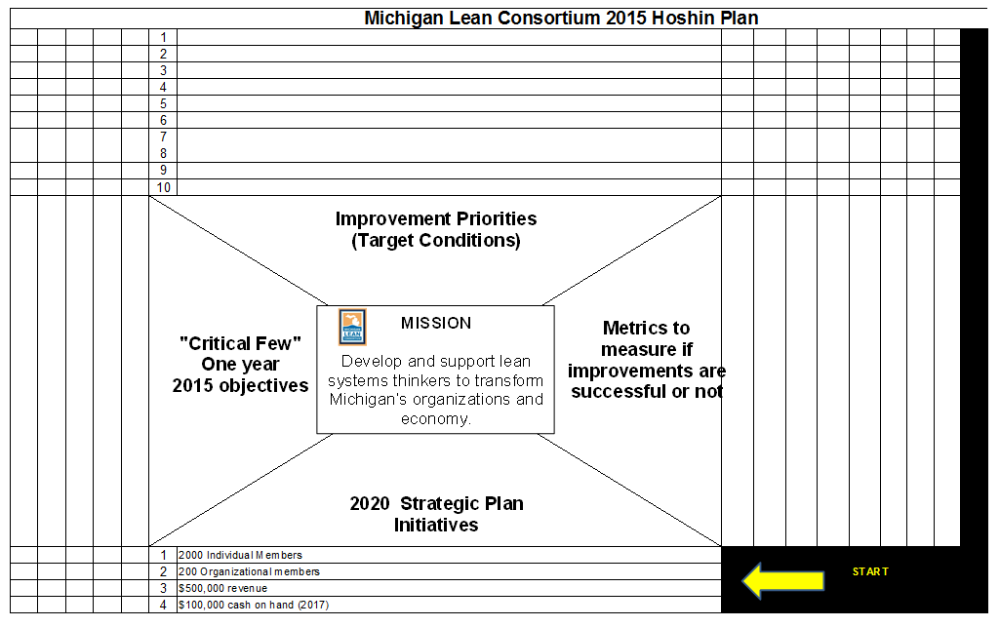 Michigan Lean Consortium 2015 Hoshin Plan
1
2
3
4
5
6
7
8
9
10
Improvement Priorities
(Target Conditions)
"Critical Few"
One year
2015 objectives
LEAN
MISSION
Develop and support lean
systems thinkers to transform
Michigan's organizations and
economy.
Metrics to
measure if
improvements are
successful or not
2020 Strategic Plan
Initiatives
1 2000 Individual Members
2 200 Organizational members
3 $500,000 revenue
4 $100,000 cash on hand (2017)
START